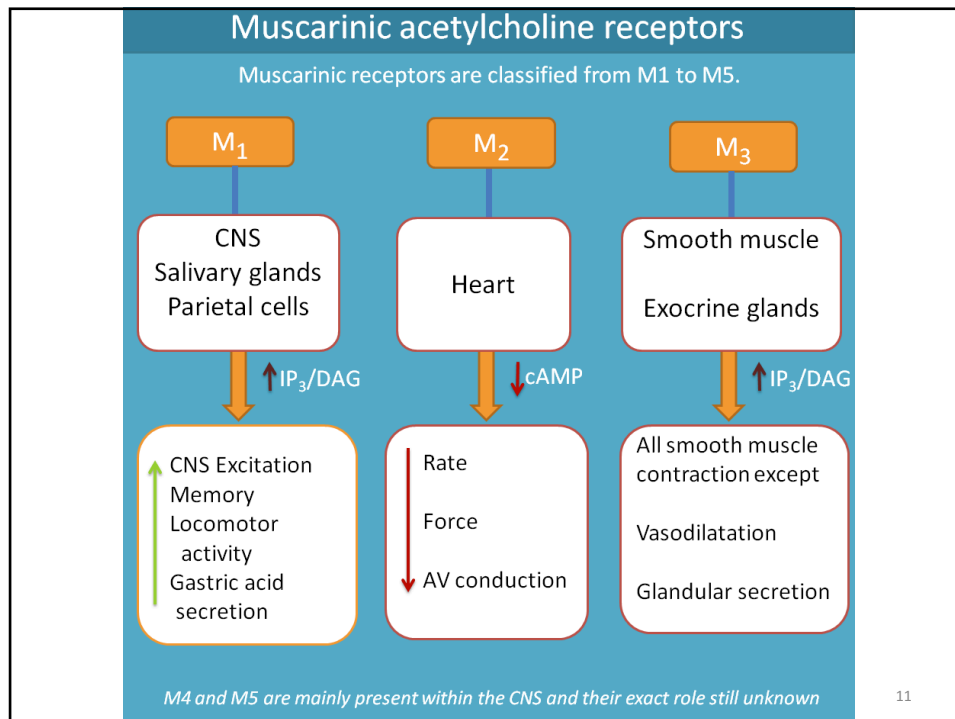 Muscarinic acetylcholine receptors
Muscarinic receptors are classified from M1 to M5.
M₁
CNS
Salivary glands
Parietal cells
IP₃/DAG
CNS Excitation
Memory
Locomotor
activity
Gastric acid
secretion
M₂
Heart
cAMP
Rate
Force
AV conduction
M₃
Smooth muscle
Exocrine glands
IP₃/DAG
All smooth muscle
contraction except
Vasodilatation
Glandular secretion
M4 and M5 are mainly present within the CNS and their exact role still unknown
11